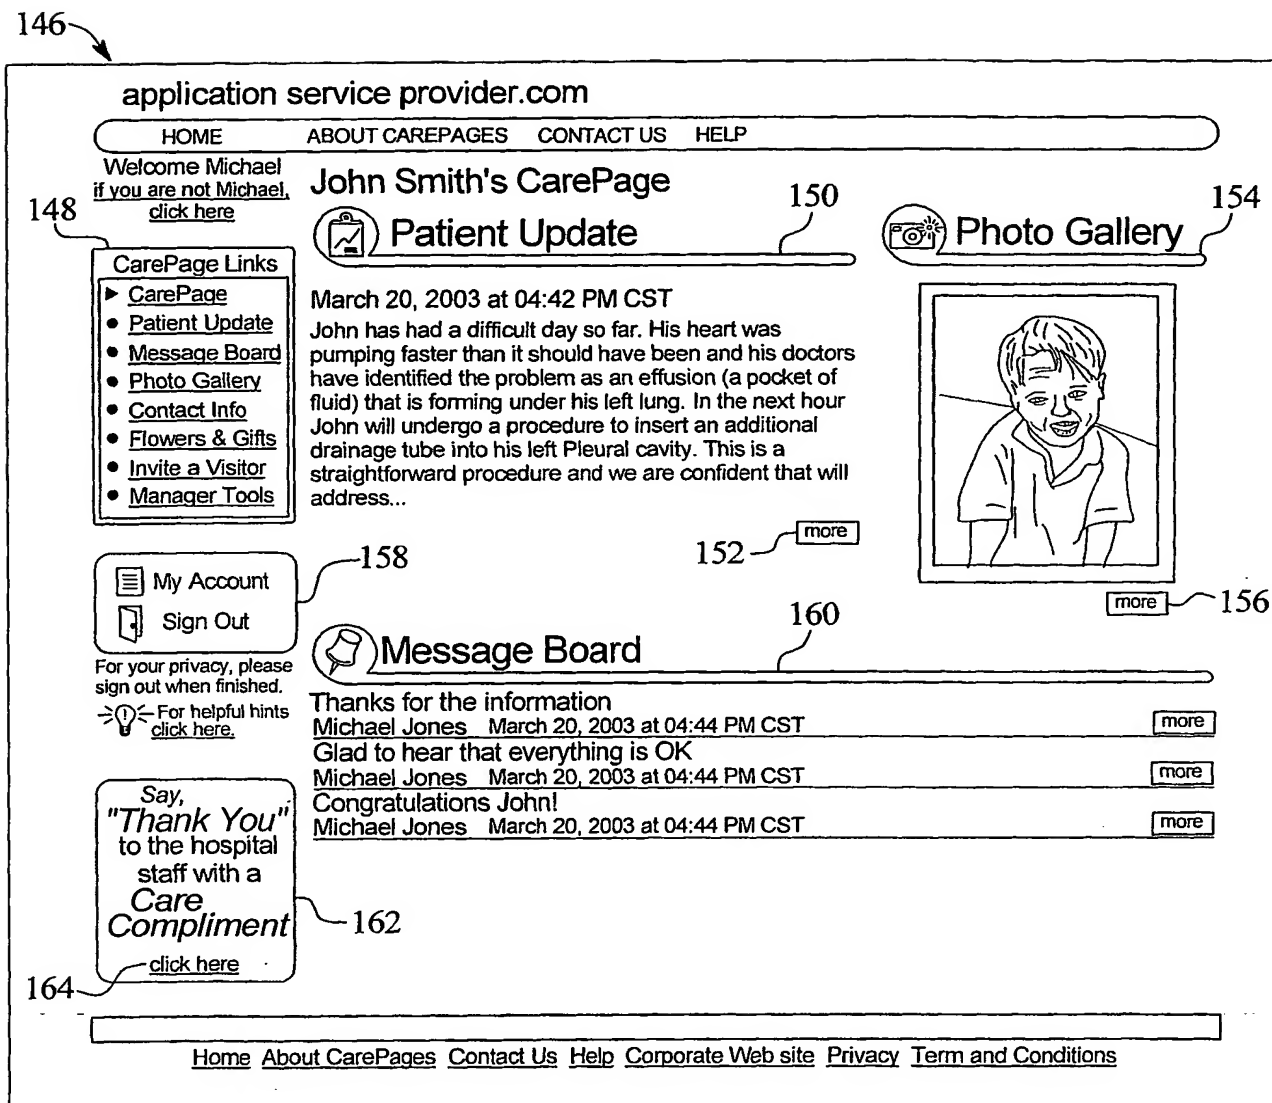 146
application service provider.com
HOME ABOUT CAREPAGES CONTACT US HELP
Welcome Michael
if you are not Michael,
click here
148
CarePage Links
CarePage
Patient Update
Message Board
Photo Gallery
Contact Info
Flowers & Gifts
Invite a Visitor
Manager Tools
My Account
Sign Out
158
For your privacy, please
sign out when finished.
For helpful hints
click here.
Say,
"Thank You"
to the hospital
staff with a
Care
Compliment
click here
162
164
John Smith's CarePage
Patient Update
150
March 20, 2003 at 04:42 PM CST
John has had a difficult day so far. His heart was
pumping faster than it should have been and his doctors
have identified the problem as an effusion (a pocket of
fluid) that is forming under his left lung. In the next hour
John will undergo a procedure to insert an additional
drainage tube into his left Pleural cavity. This is a
straightforward procedure and we are confident that will
address...
more
152
Photo Gallery
154
more
156
Message Board
160
Thanks for the information
Michael Jones March 20, 2003 at 04:44 PM CST more
Glad to hear that everything is OK
Michael Jones March 20, 2003 at 04:44 PM CST more
Congratulations John!
Michael Jones March 20, 2003 at 04:44 PM CST more
Home About CarePages Contact Us Help Corporate Web site Privacy Term and Conditions